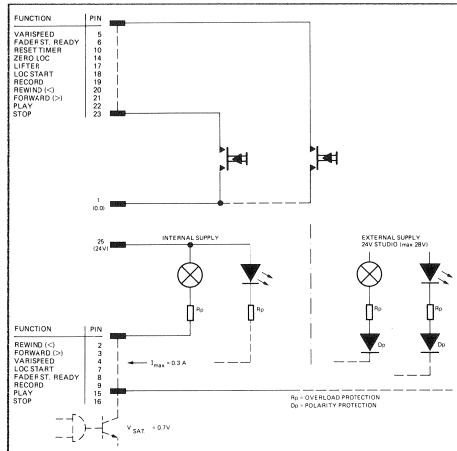 FUNCTION PIN
VARISPEED 5
FADER ST. READY 6
RESET TIMER 10
ZERO LOC 14
LIFTER 17
LOC START 18
RECORD 19
REWIND (<) 20
FORWARD (>) 21
PLAY 22
STOP 23
1
(0.0)
25
(24V)
INTERNAL SUPPLY
EXTERNAL SUPPLY
24V STUDIO (max 28V)
Rp Rp Rp Rp
Dp Dp
FUNCTION PIN
REWIND (<) 2
FORWARD (>) 3
VARISPEED 4
LOC START 7
FADER ST. READY 8
RECORD 9
PLAY 15
STOP 16
Imax = 0.3 A
Rp = OVERLOAD PROTECTION
Dp = POLARITY PROTECTION
V SAT. = 0.7V